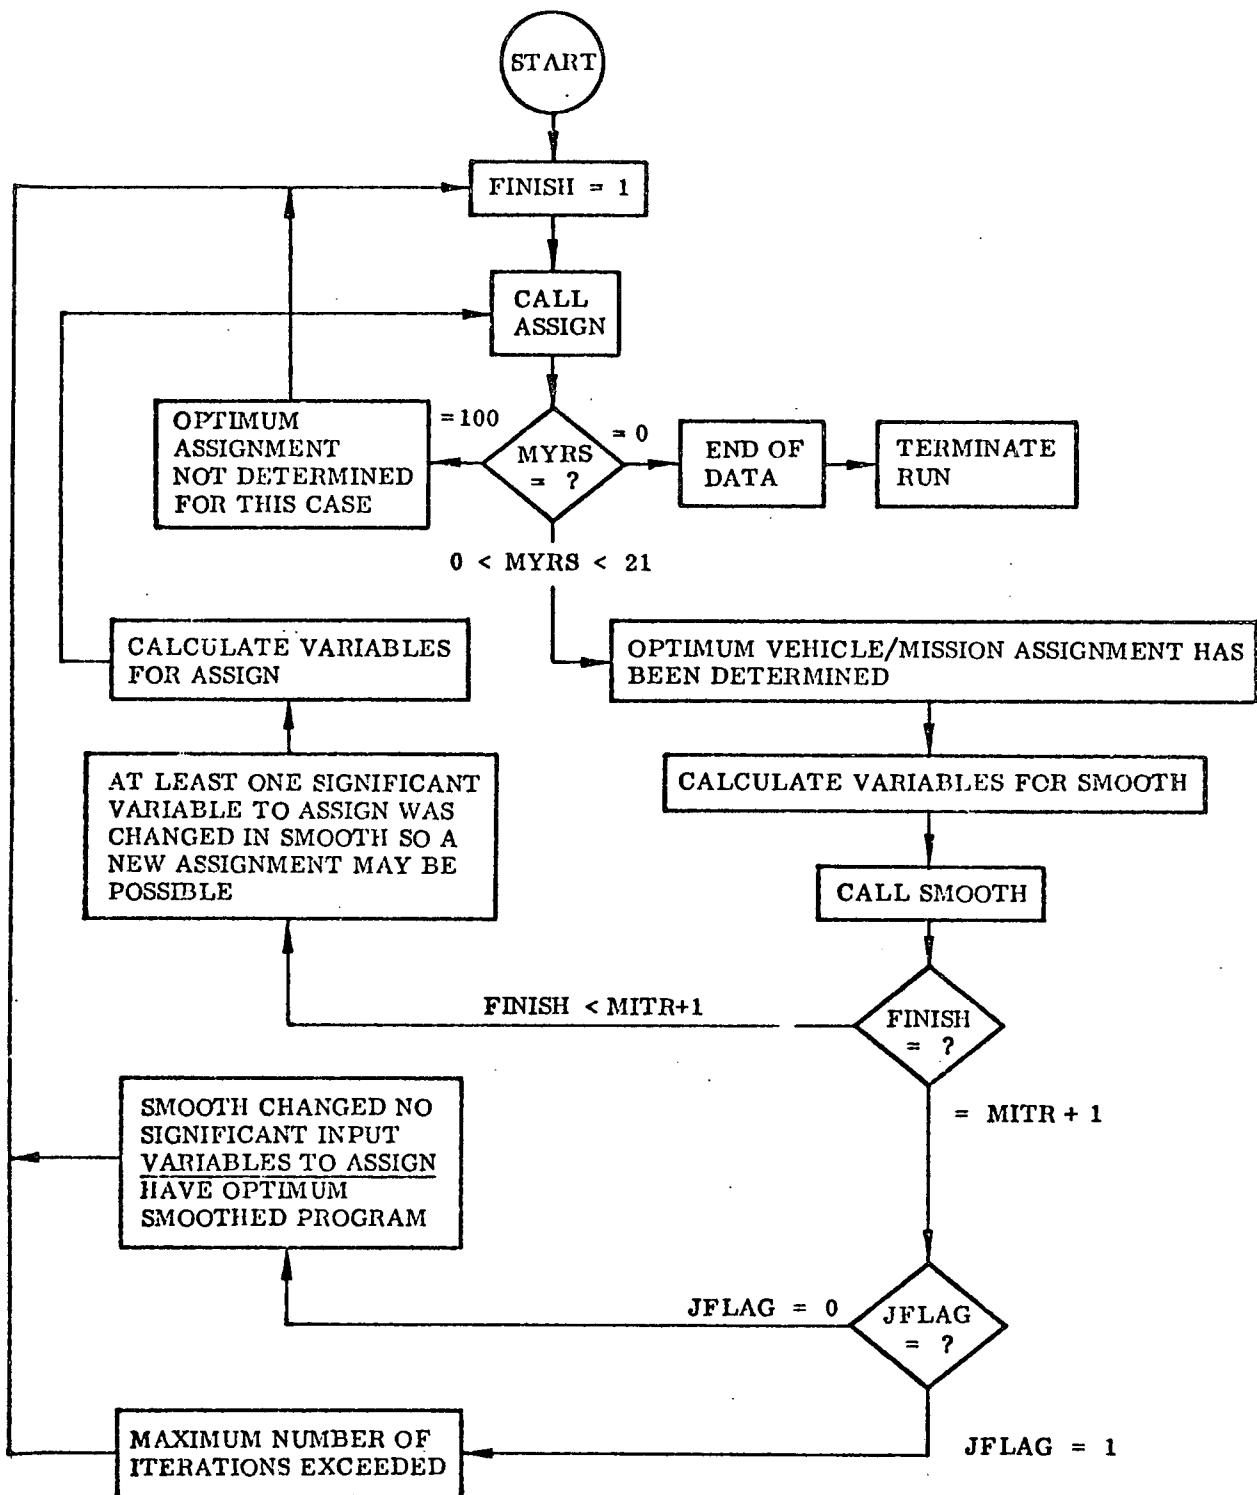 START
FINISH = 1
CALL
ASSIGN
OPTIMUM
ASSIGNMENT
NOT DETERMINED
FOR THIS CASE
=100
MYRS
= ?
= 0
END OF
DATA
TERMINATE
RUN
0 < MYRS < 21
CALCULATE VARIABLES
FOR ASSIGN
OPTIMUM VEHICLE/MISSION ASSIGNMENT HAS
BEEN DETERMINED
AT LEAST ONE SIGNIFICANT
VARIABLE TO ASSIGN WAS
CHANGED IN SMOOTH SO A
NEW ASSIGNMENT MAY BE
POSSIBLE
CALCULATE VARIABLES FOR SMOOTH
CALL SMOOTH
FINISH < MITR+1
FINISH
= ?
= MITR + 1
SMOOTH CHANGED NO
SIGNIFICANT INPUT
VARIABLES TO ASSIGN
HAVE OPTIMUM
SMOOTHED PROGRAM
JFLAG = 0
JFLAG
= ?
MAXIMUM NUMBER OF
ITERATIONS EXCEEDED
JFLAG = 1